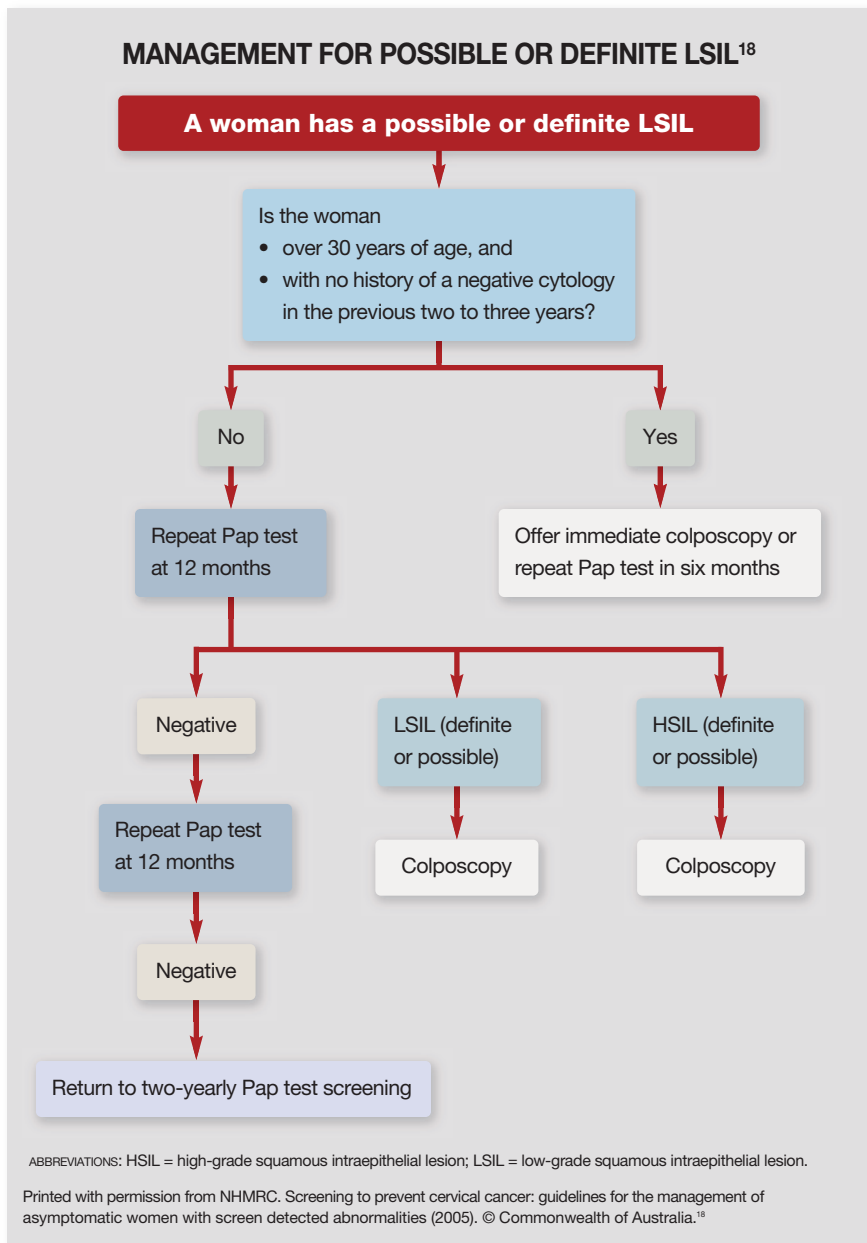 MANAGEMENT FOR POSSIBLE OR DEFINITE LSIL¹⁸
A woman has a possible or definite LSIL
Is the woman
• over 30 years of age, and
• with no history of a negative cytology
in the previous two to three years?
No
Yes
Repeat Pap test
at 12 months
Offer immediate colposcopy or
repeat Pap test in six months
Negative
LSIL (definite
or possible)
HSIL (definite
or possible)
Repeat Pap test
at 12 months
Colposcopy
Colposcopy
Negative
Return to two-yearly Pap test screening
ABBREVIATIONS: HSIL = high-grade squamous intraepithelial lesion; LSIL = low-grade squamous intraepithelial lesion.
Printed with permission from NHMRC. Screening to prevent cervical cancer: guidelines for the management of
asymptomatic women with screen detected abnormalities (2005). © Commonwealth of Australia.¹⁸